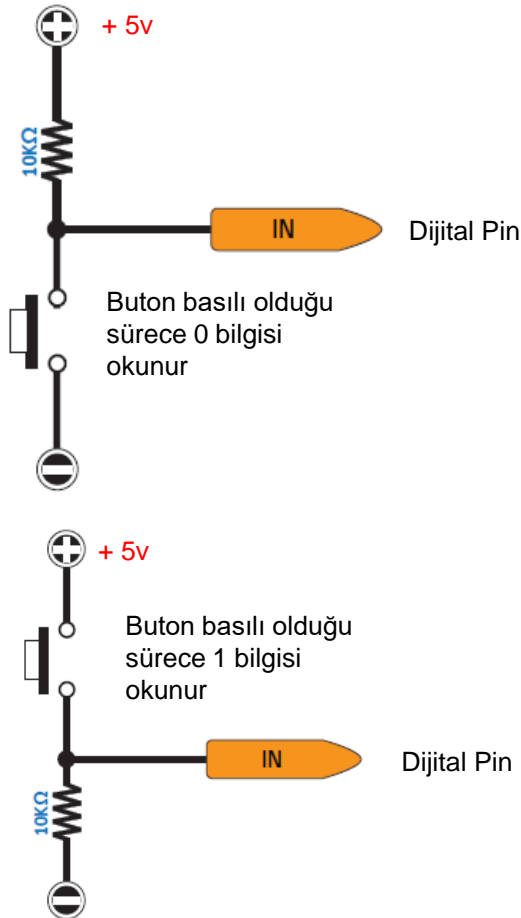 + 5v
10KΩ
IN
Dijital Pin
Buton basılı olduğu
sürece 0 bilgisi
okunur
+ 5v
Buton basılı olduğu
sürece 1 bilgisi
okunur
IN
Dijital Pin
10KΩ